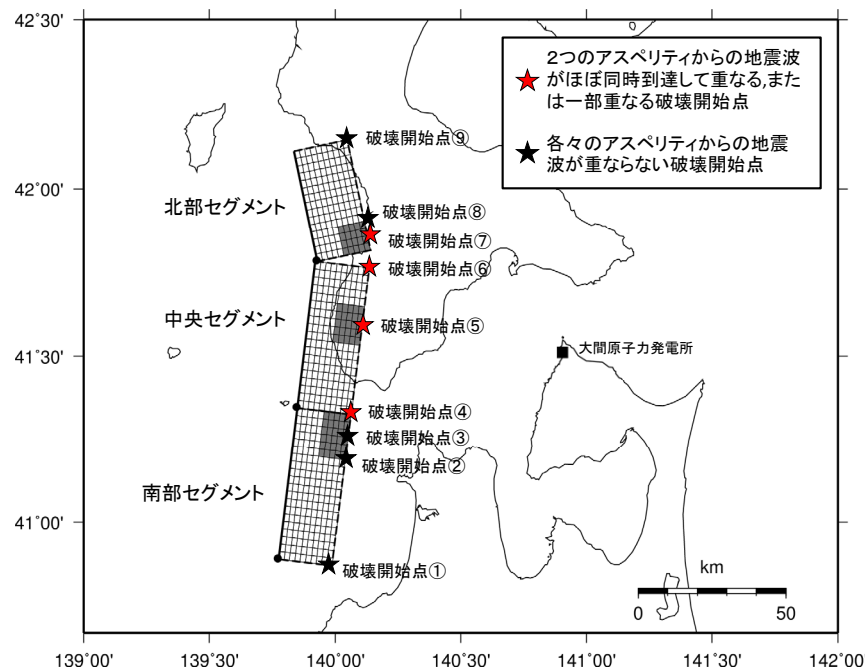 42˚30'
42˚00'
41˚30'
41˚00'
139˚00'
139˚30'
140˚00'
140˚30'
141˚00'
141˚30'
142˚00'
2つのアスペリティからの地震波
がほぼ同時到達して重なる,また
は一部重なる破壊開始点
各々のアスペリティからの地震
波が重ならない破壊開始点
破壊開始点⑨
北部セグメント
破壊開始点⑧
破壊開始点⑦
破壊開始点⑥
中央セグメント
破壊開始点⑤
大間原子力発電所
破壊開始点④
破壊開始点③
破壊開始点②
南部セグメント
破壊開始点①
km
0
50